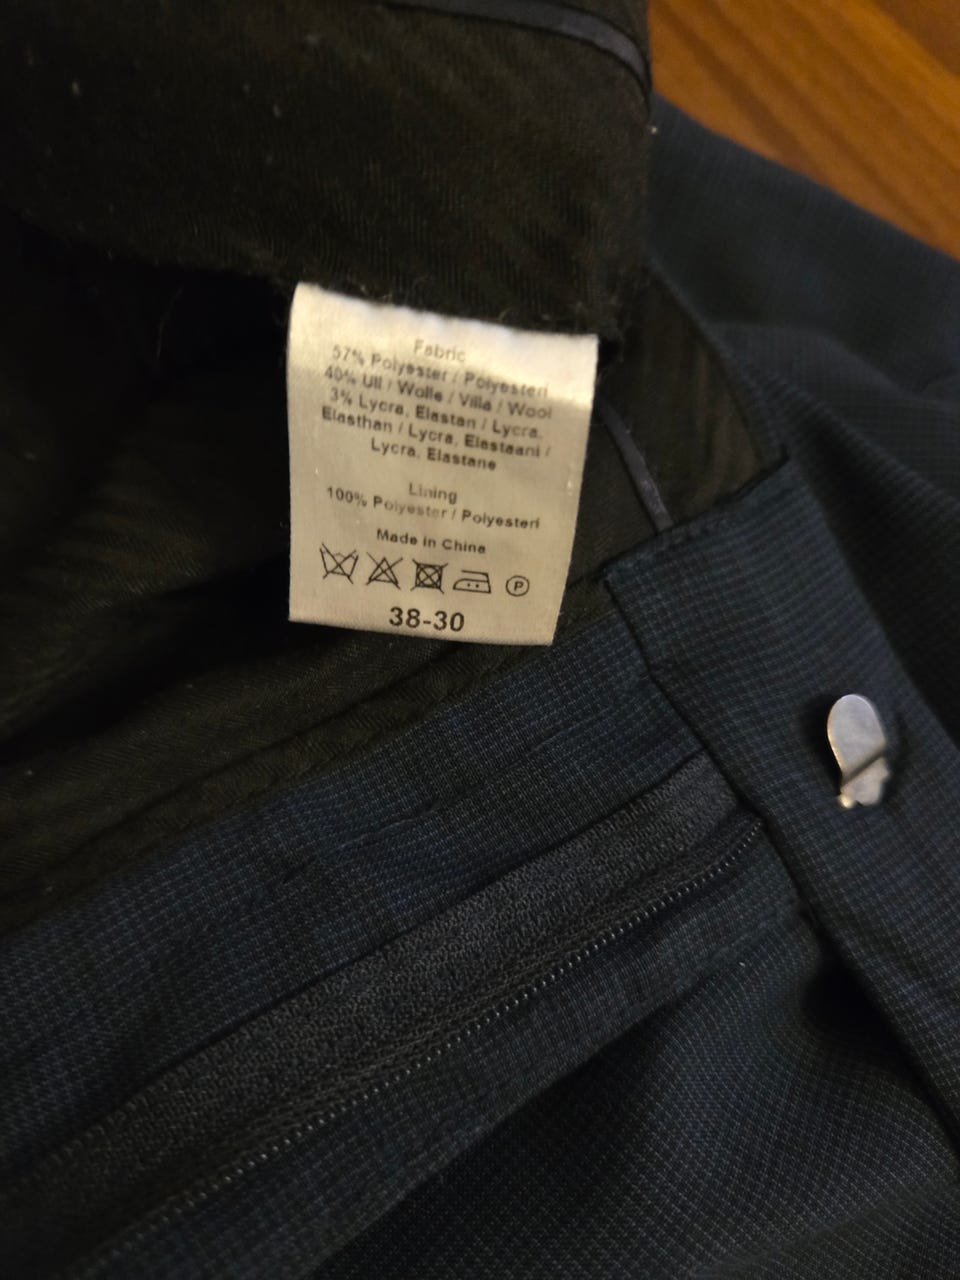 Fabric
57% Polyester / Polyesteri
40% Ull / Wolle / Villa / Wool
3% Lycra, Elastan / Lycra,
Elasthan / Lycra, Elastaani /
Lycra, Elastane
Lining
100% Polyester / Polyesteri
Made in China
P
38-30